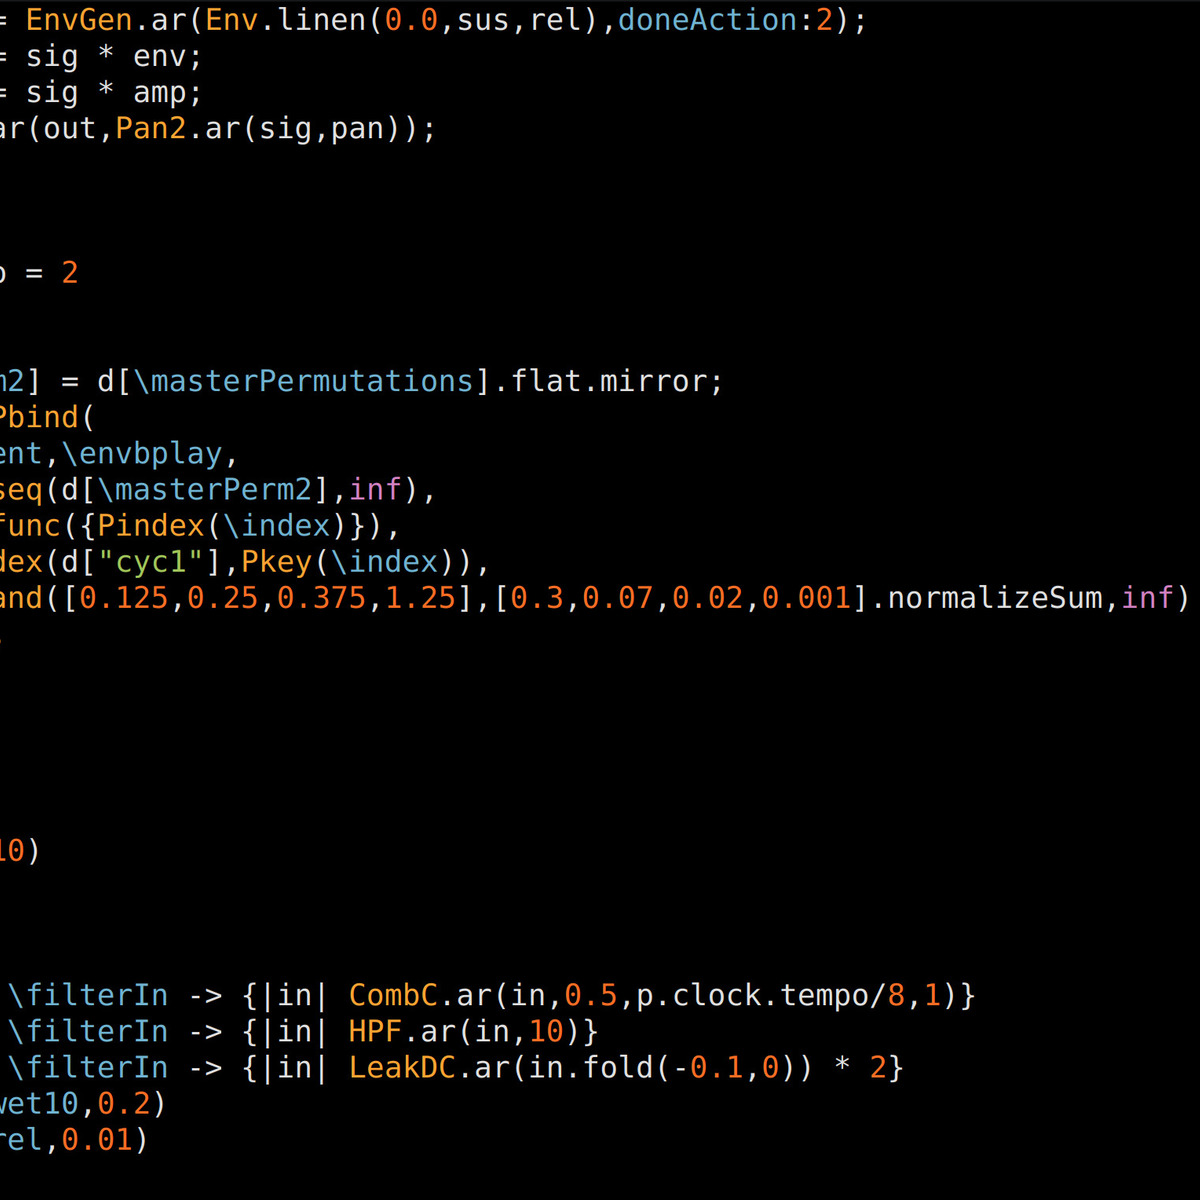 = EnvGen.ar(Env.linen(0.0,sus,rel),doneAction:2);
= sig * env;
= sig * amp;
ar(out,Pan2.ar(sig,pan));
= 2
m2] = d[\masterPermutations].flat.mirror;
Pbind(
ent,\envbplay,
seq(d[\masterPerm2],inf),
func({Pindex(\index)}),
dex(d["cyc1"],Pkey(\index)),
and([0.125,0.25,0.375,1.25],[0.3,0.07,0.02,0.001].normalizeSum,inf)
10)
\filterIn -> {|in| CombC.ar(in,0.5,p.clock.tempo/8,1)}
\filterIn -> {|in| HPF.ar(in,10)}
\filterIn -> {|in| LeakDC.ar(in.fold(-0.1,0)) * 2}
wet10,0.2)
rel,0.01)